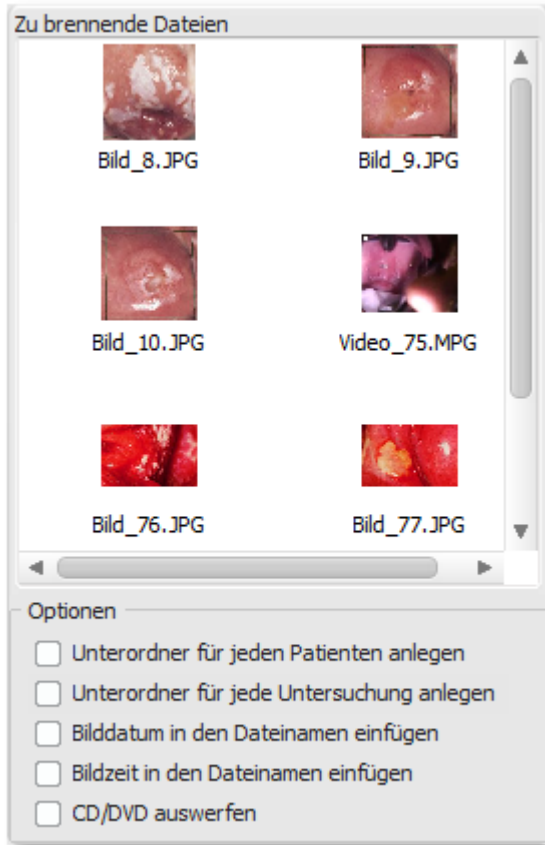 Zu brennende Dateien
Bild_8.JPG
Bild_9.JPG
Bild_10.JPG
Video_75.MPG
Bild_76.JPG
Bild_77.JPG
Optionen
Unterordner für jeden Patienten anlegen
Unterordner für jede Untersuchung anlegen
Bilddatum in den Dateinamen einfügen
Bildzeit in den Dateinamen einfügen
CD/DVD auswerfen